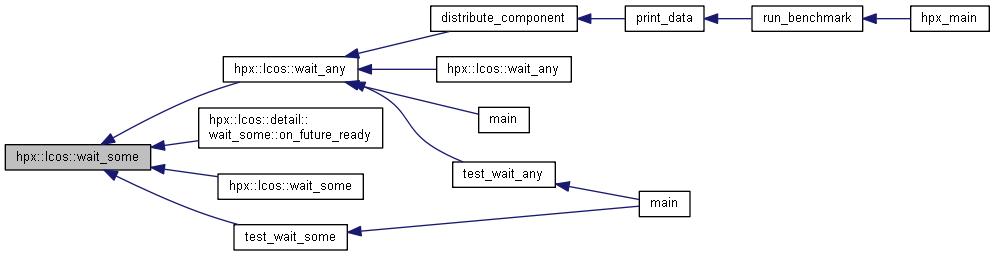 distribute_component
print_data
run_benchmark
hpx_main
hpx::lcos::wait_any
hpx::lcos::wait_any
hpx::lcos::detail::
wait_some::on_future_ready
main
hpx::lcos::wait_some
test_wait_any
hpx::lcos::wait_some
main
test_wait_some